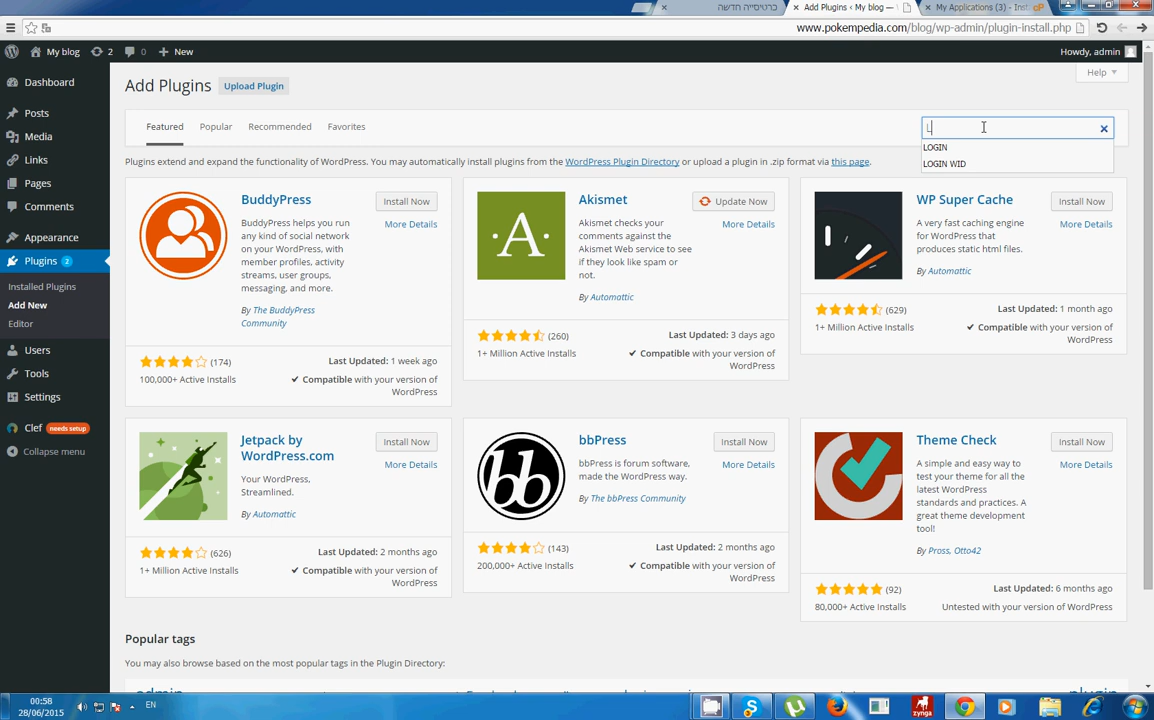 כרטיסייה חדשה
Add Plugins ‹ My blog —
My Applications (3) - Inst
www.pokempedia.com/blog/wp-admin/plugin-install.php
My blog
2
0
New
Howdy, admin
Dashboard
Posts
Media
Links
Pages
Comments
Appearance
Plugins 2
Installed Plugins
Add New
Editor
Users
Tools
Settings
Clef needs setup
Collapse menu
Add Plugins
Upload Plugin
Help
Featured
Popular
Recommended
Favorites
L
LOGIN
LOGIN WID
Plugins extend and expand the functionality of WordPress. You may automatically install plugins from the WordPress Plugin Directory or upload a plugin in .zip format via this page.
BuddyPress
Install Now
More Details
BuddyPress helps you run
any kind of social network
on your WordPress, with
member profiles, activity
streams, user groups,
messaging, and more.
By The BuddyPress
Community
(174)
Last Updated: 1 week ago
100,000+ Active Installs
Compatible with your version of
WordPress
Akismet
Update Now
More Details
Akismet checks your
comments against the
Akismet Web service to see
if they look like spam or
not.
By Automattic
(260)
Last Updated: 3 days ago
1+ Million Active Installs
Compatible with your version of
WordPress
WP Super Cache
Install Now
More Details
A very fast caching
engine for WordPress that
produces static html files.
By Automattic
(629)
Last Updated: 1 month ago
1+ Million Active Installs
Compatible with your version of
WordPress
Jetpack by
WordPress.com
Install Now
More Details
Your WordPress,
Streamlined.
By Automattic
(626)
Last Updated: 2 months ago
1+ Million Active Installs
Compatible with your version of
WordPress
bbPress
Install Now
More Details
bbPress is forum software,
made the WordPress way.
By The bbPress Community
(143)
Last Updated: 2 months ago
200,000+ Active Installs
Compatible with your version of
WordPress
Theme Check
Install Now
More Details
A simple and easy way to
test your theme for all the
latest WordPress
standards and practices. A
great theme development
tool!
By Pross, Otto42
(92)
Last Updated: 6 months ago
80,000+ Active Installs
Untested with your version of WordPress
Popular tags
You may also browse based on the most popular tags in the Plugin Directory:
00:58
28/06/2015
EN
zynga